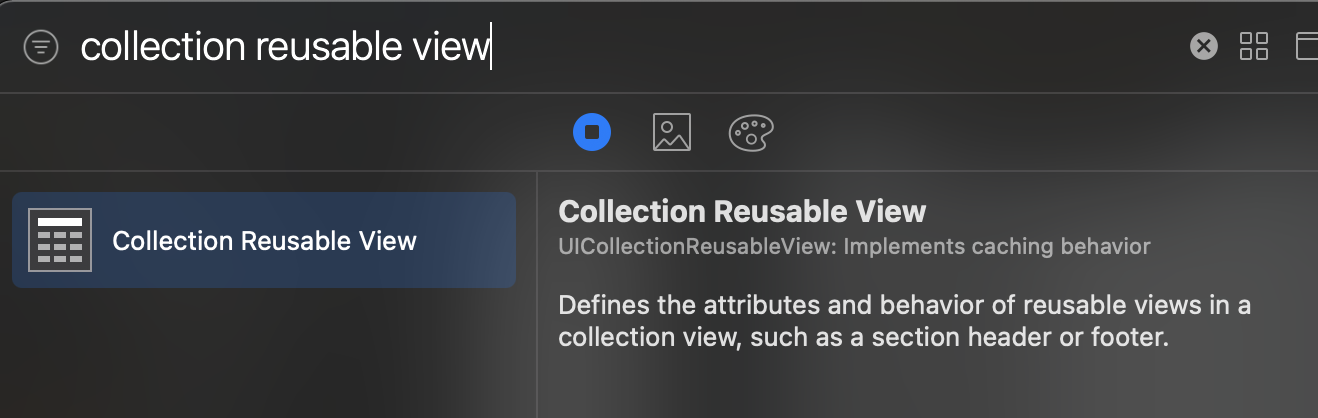 collection reusable view
Collection Reusable View
Collection Reusable View
UICollectionReusableView: Implements caching behavior
Defines the attributes and behavior of reusable views in a
collection view, such as a section header or footer.